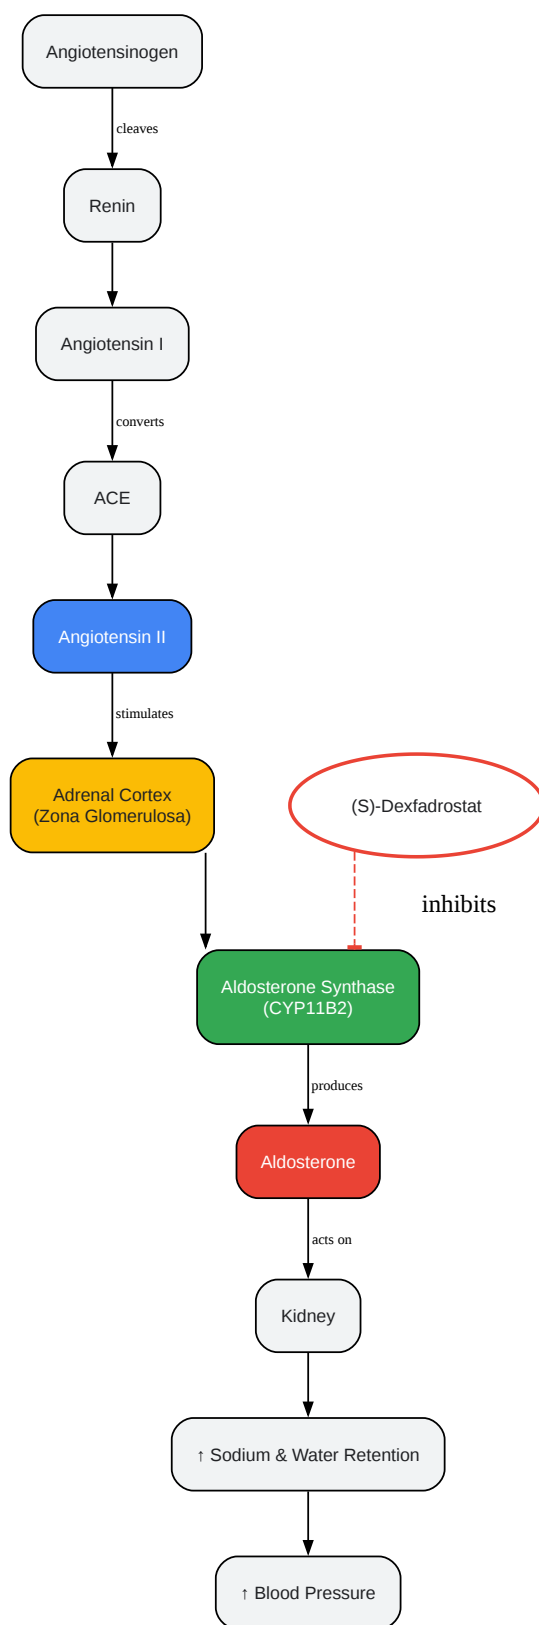 Angiotensinogen
cleaves
Renin
Angiotensin I
converts
ACE
Angiotensin II
stimulates
Adrenal Cortex
(Zona Glomerulosa)
(S)-Dexfadrostat
inhibits
Aldosterone Synthase
(CYP11B2)
produces
Aldosterone
acts on
Kidney
↑ Sodium & Water Retention
↑ Blood Pressure